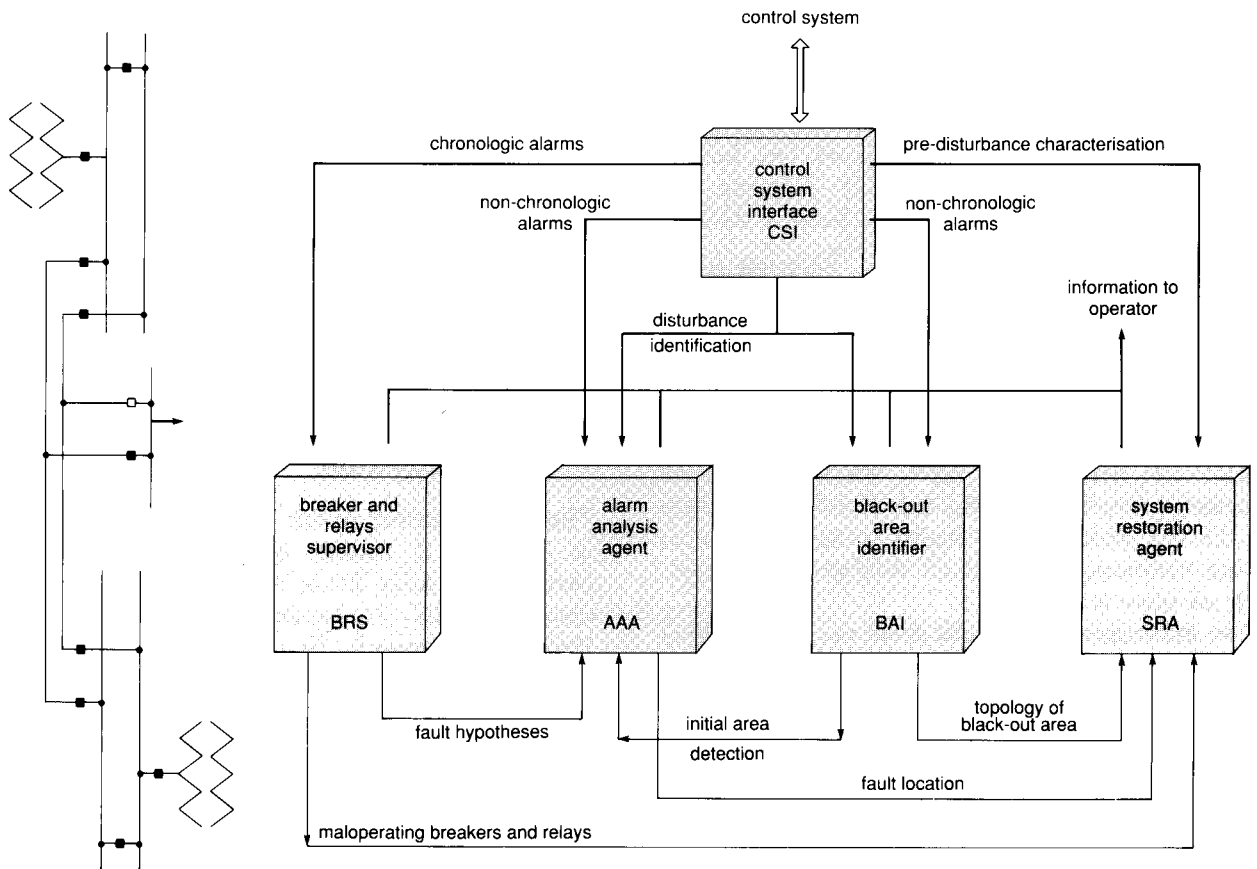 control system
chronologic alarms
pre-disturbance characterisation
control
system
interface
CSI
non-chronologic
alarms
non-chronologic
alarms
information to
operator
disturbance
identification
breaker and
relays
supervisor
BRS
alarm
analysis
agent
AAA
black-out
area
identifier
BAI
system
restoration
agent
SRA
fault hypotheses
initial area
detection
topology of
black-out area
fault location
maloperating breakers and relays